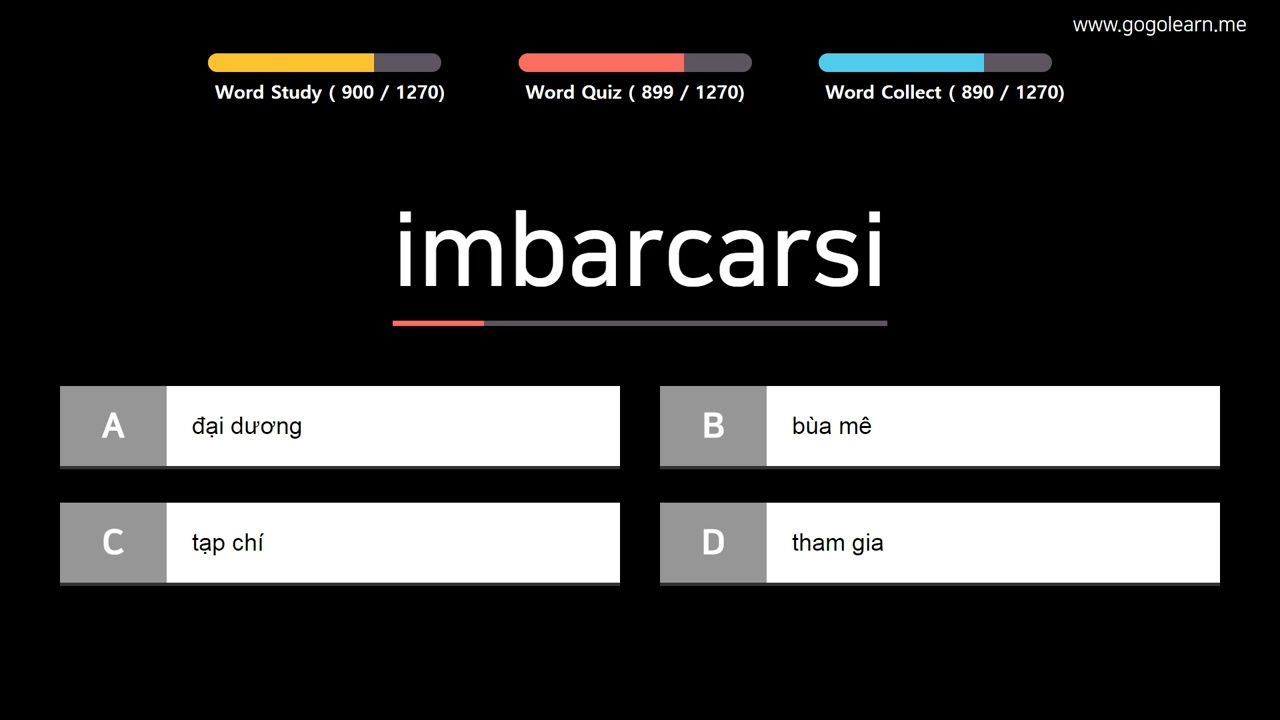 www.gogolearn.me
Word Study ( 900 / 1270)
Word Quiz ( 899 / 1270)
Word Collect ( 890 / 1270)
imbarcarsi
A đại dương
B bùa mê
C tạp chí
D tham gia